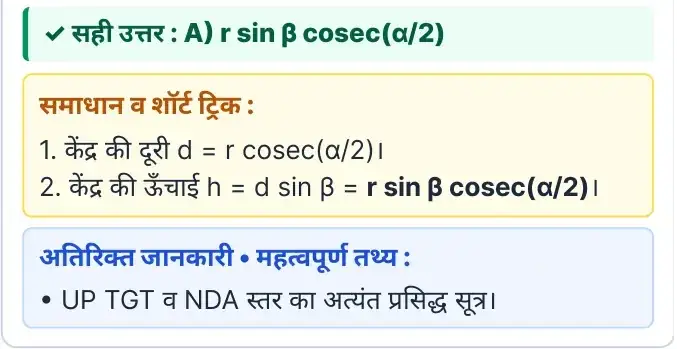 ✓ सही उत्तर : A) r sin β cosec(α/2)
समाधान व शॉर्ट ट्रिक :
1. केंद्र की दूरी d = r cosec(α/2)।
2. केंद्र की ऊँचाई h = d sin β = r sin β cosec(α/2)।
अतिरिक्त जानकारी • महत्वपूर्ण तथ्य :
• UP TGT व NDA स्तर का अत्यंत प्रसिद्ध सूत्र।